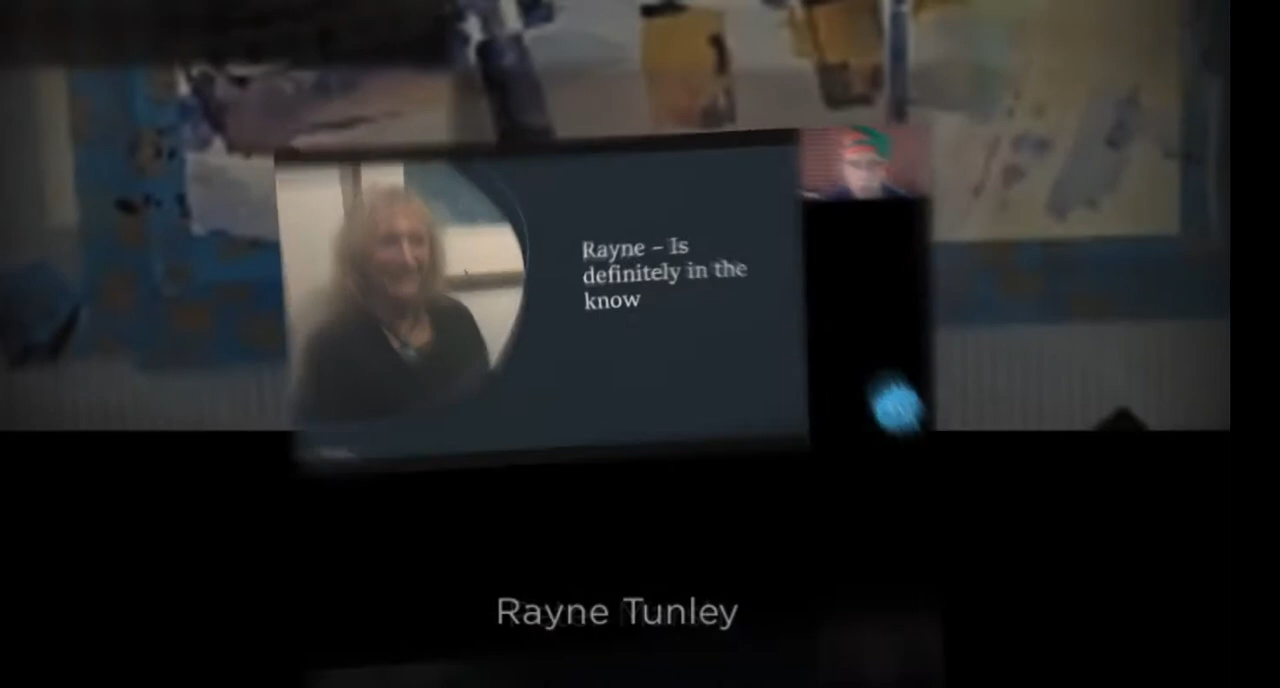 Rayne – Is
definitely in the
know
Rayne Tunley